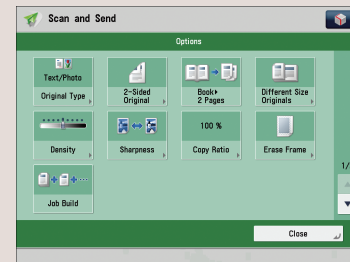 Scan and Send
Options
Text/Photo
Original Type
2-Sided
Original
Book▸
2 Pages
Different Size
Originals
Density
Sharpness
100 %
Copy Ratio
Erase Frame
1/
Job Build
Close